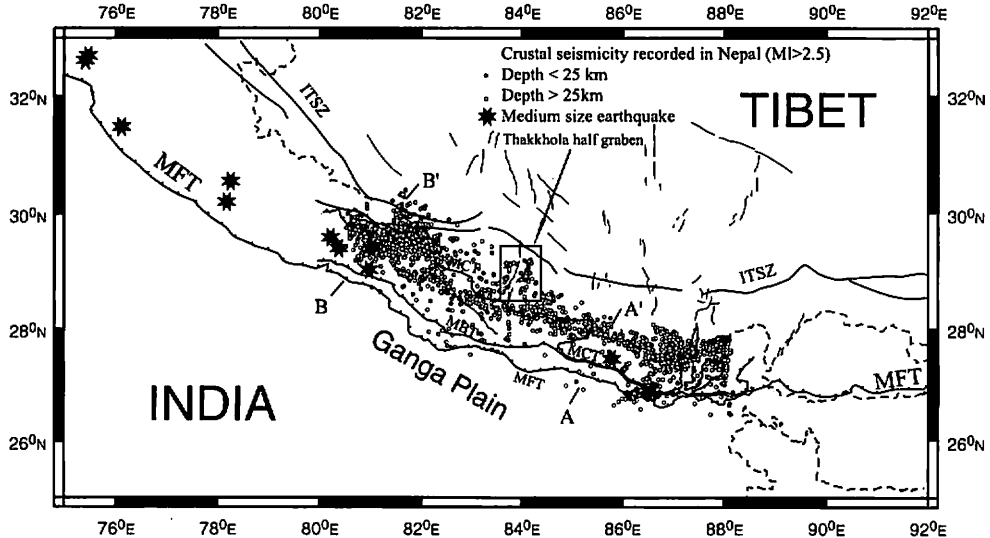 76⁰E 78⁰E 80⁰E 82⁰E 84⁰E 86⁰E 88⁰E 90⁰E 92⁰E
Crustal seismicity recorded in Nepal (Ml>2.5)
Depth < 25 km
Depth > 25km
Medium size earthquake
Thakkhola half graben
TIBET
32⁰N
32⁰N
ITSZ
MFT
B'
30⁰N
30⁰N
MCT
ITSZ
B
A'
28⁰N
28⁰N
MBT
MCT
Ganga Plain
MFT
MFT
INDIA
A
26⁰N
26⁰N
76⁰E 78⁰E 80⁰E 82⁰E 84⁰E 86⁰E 88⁰E 90⁰E 92⁰E